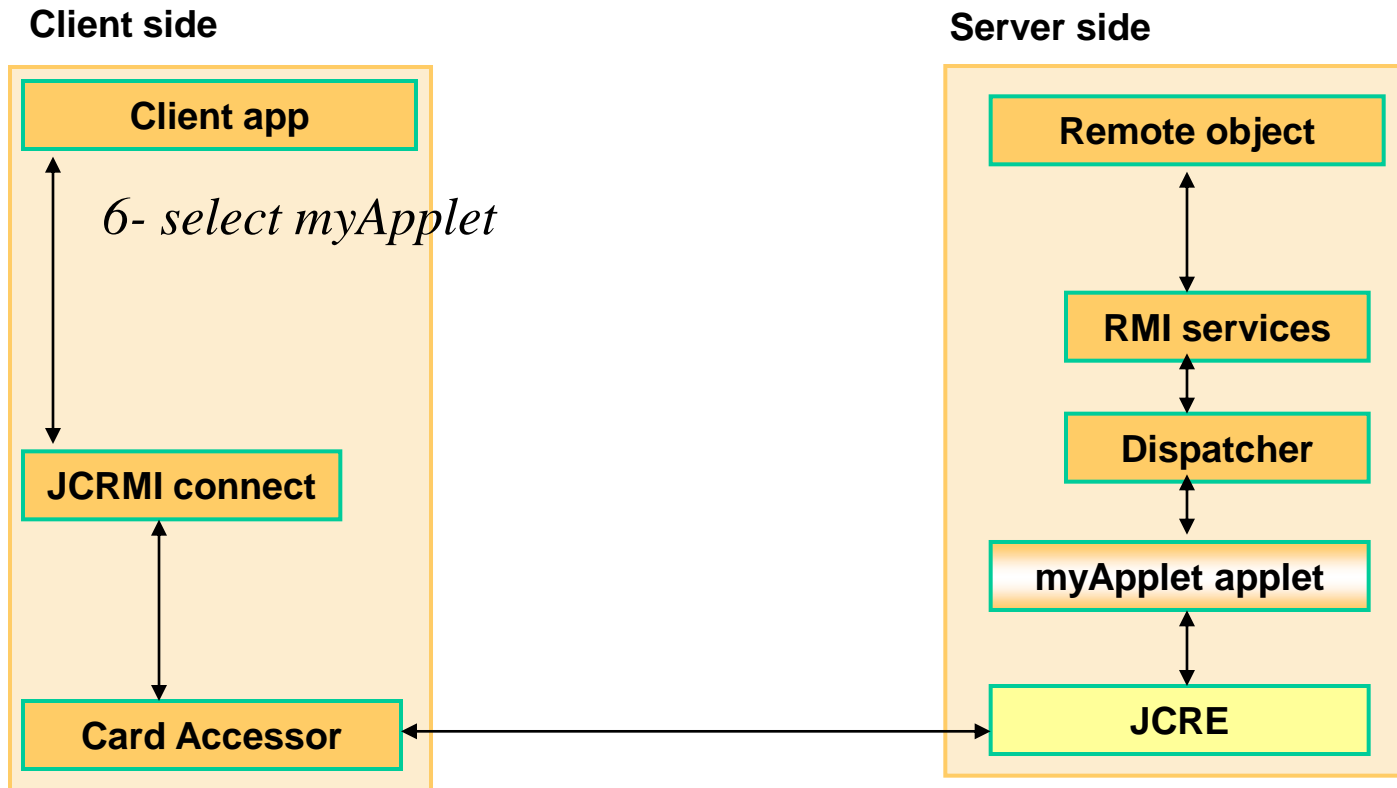 Client side
Client app
6- select myApplet
JCRMI connect
Card Accessor
Server side
Remote object
RMI services
Dispatcher
myApplet applet
JCRE